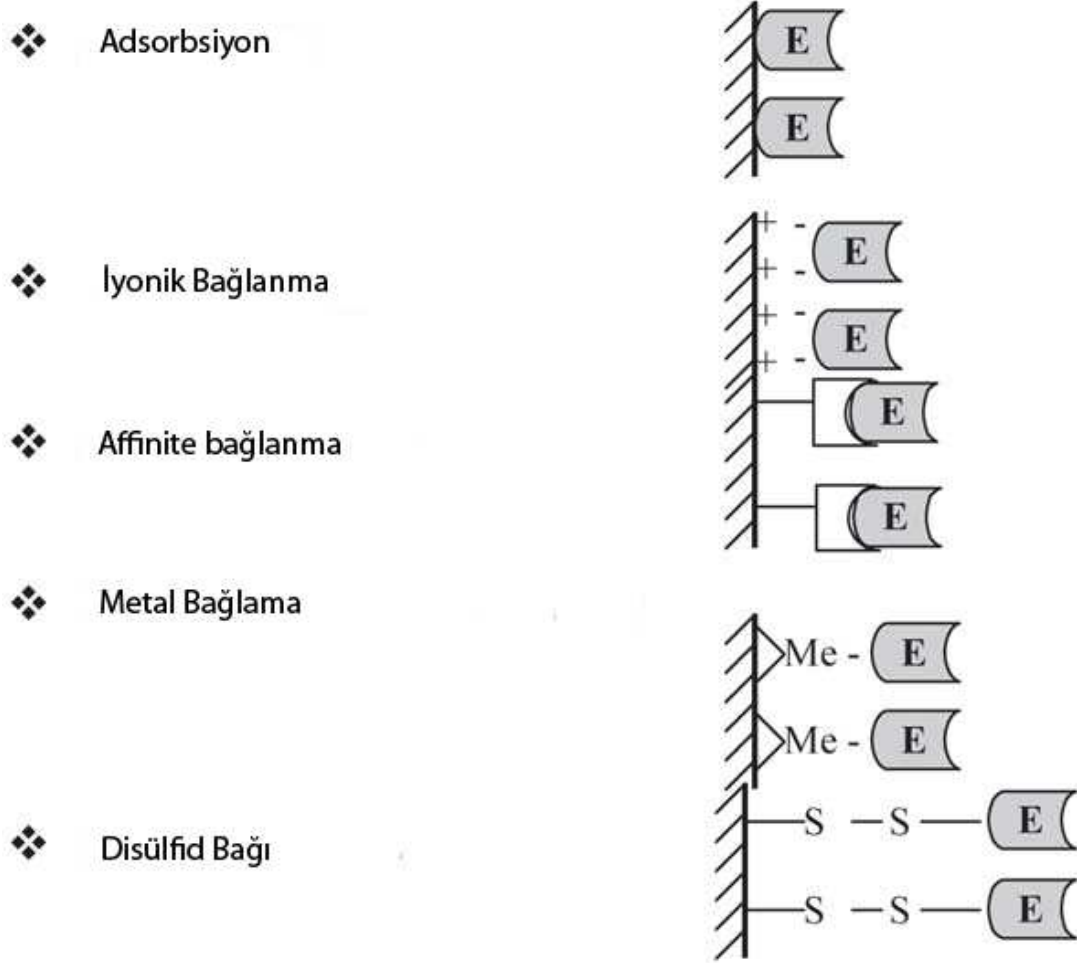 Adsorbsiyon
E
E
İyonik Bağlanma
+ - E
+ -
+ - E
+ -
Affinite bağlanma
E
E
Metal Bağlama
Me - E
Me - E
Disülfid Bağı
S — S — E
S — S — E